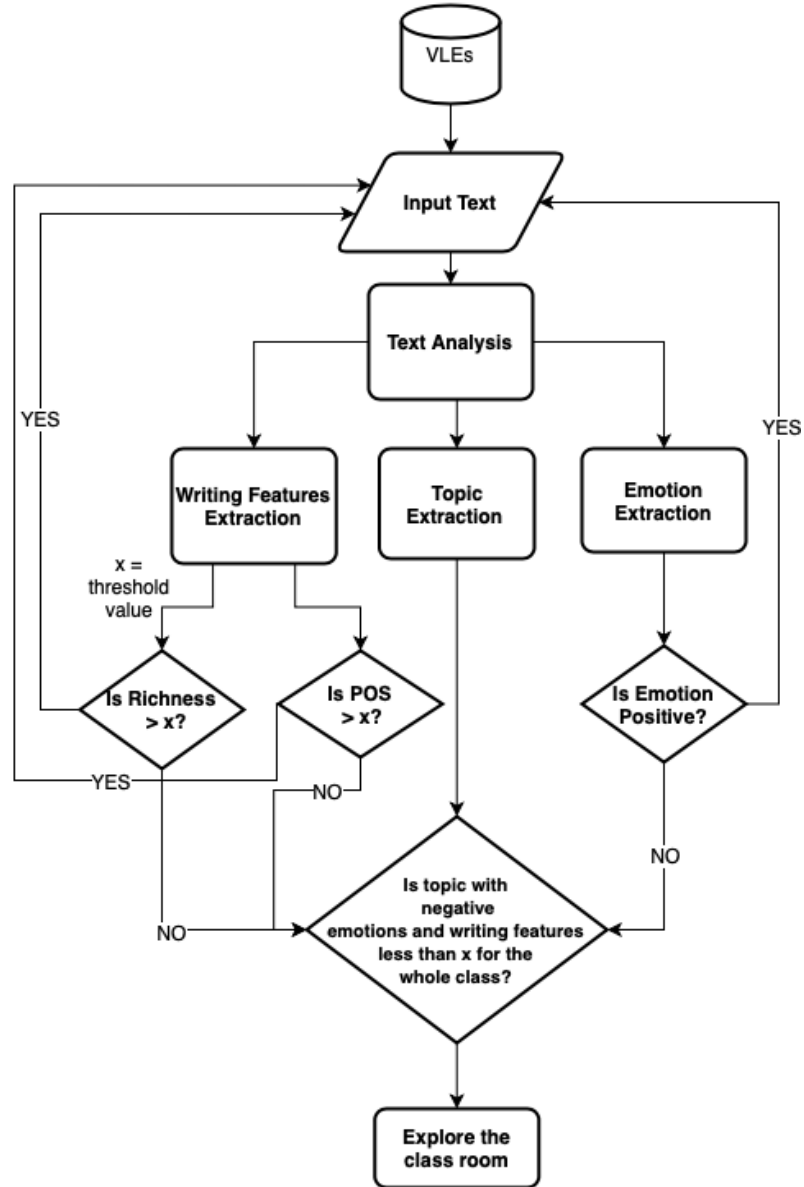 VLEs
Input Text
Text Analysis
Writing Features
Extraction
Topic
Extraction
Emotion
Extraction
YES
YES
x =
threshold
value
Is Richness
> x?
Is POS
> x?
Is Emotion
Positive?
YES
NO
NO
NO
Is topic with
negative
emotions and writing features
less than x for the
whole class?
Explore the
class room